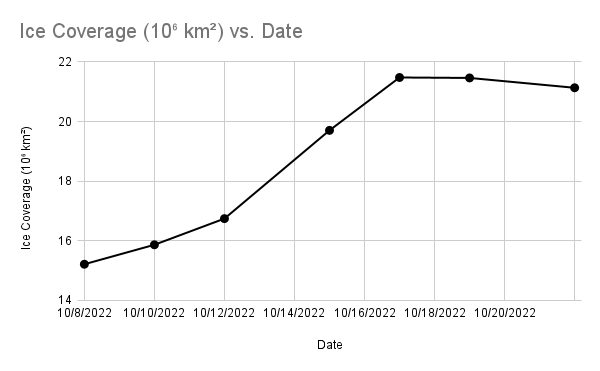 Ice Coverage (10⁶ km²) vs. Date
Ice Coverage (10⁶ km²)
22
20
18
16
14
10/8/2022 10/10/2022 10/12/2022 10/14/2022 10/16/2022 10/18/2022 10/20/2022
Date